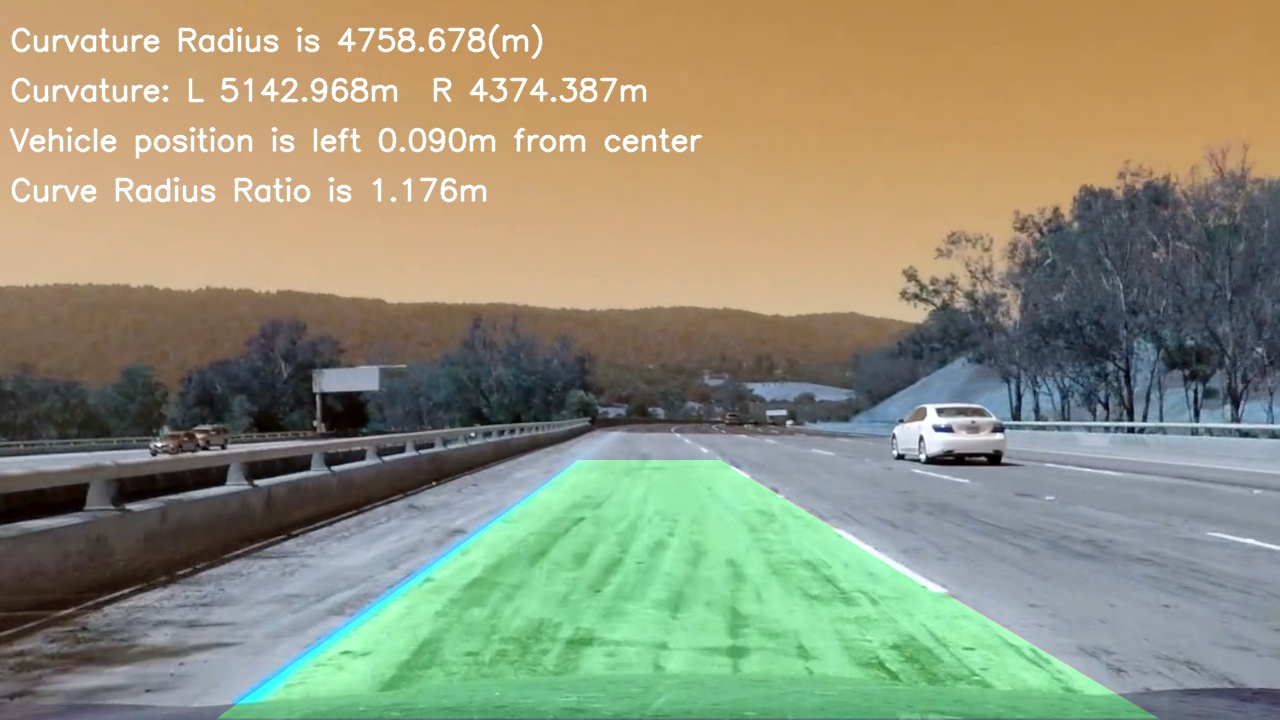 Curvature Radius is 4758.678(m)
Curvature: L 5142.968m R 4374.387m
Vehicle position is left 0.090m from center
Curve Radius Ratio is 1.176m